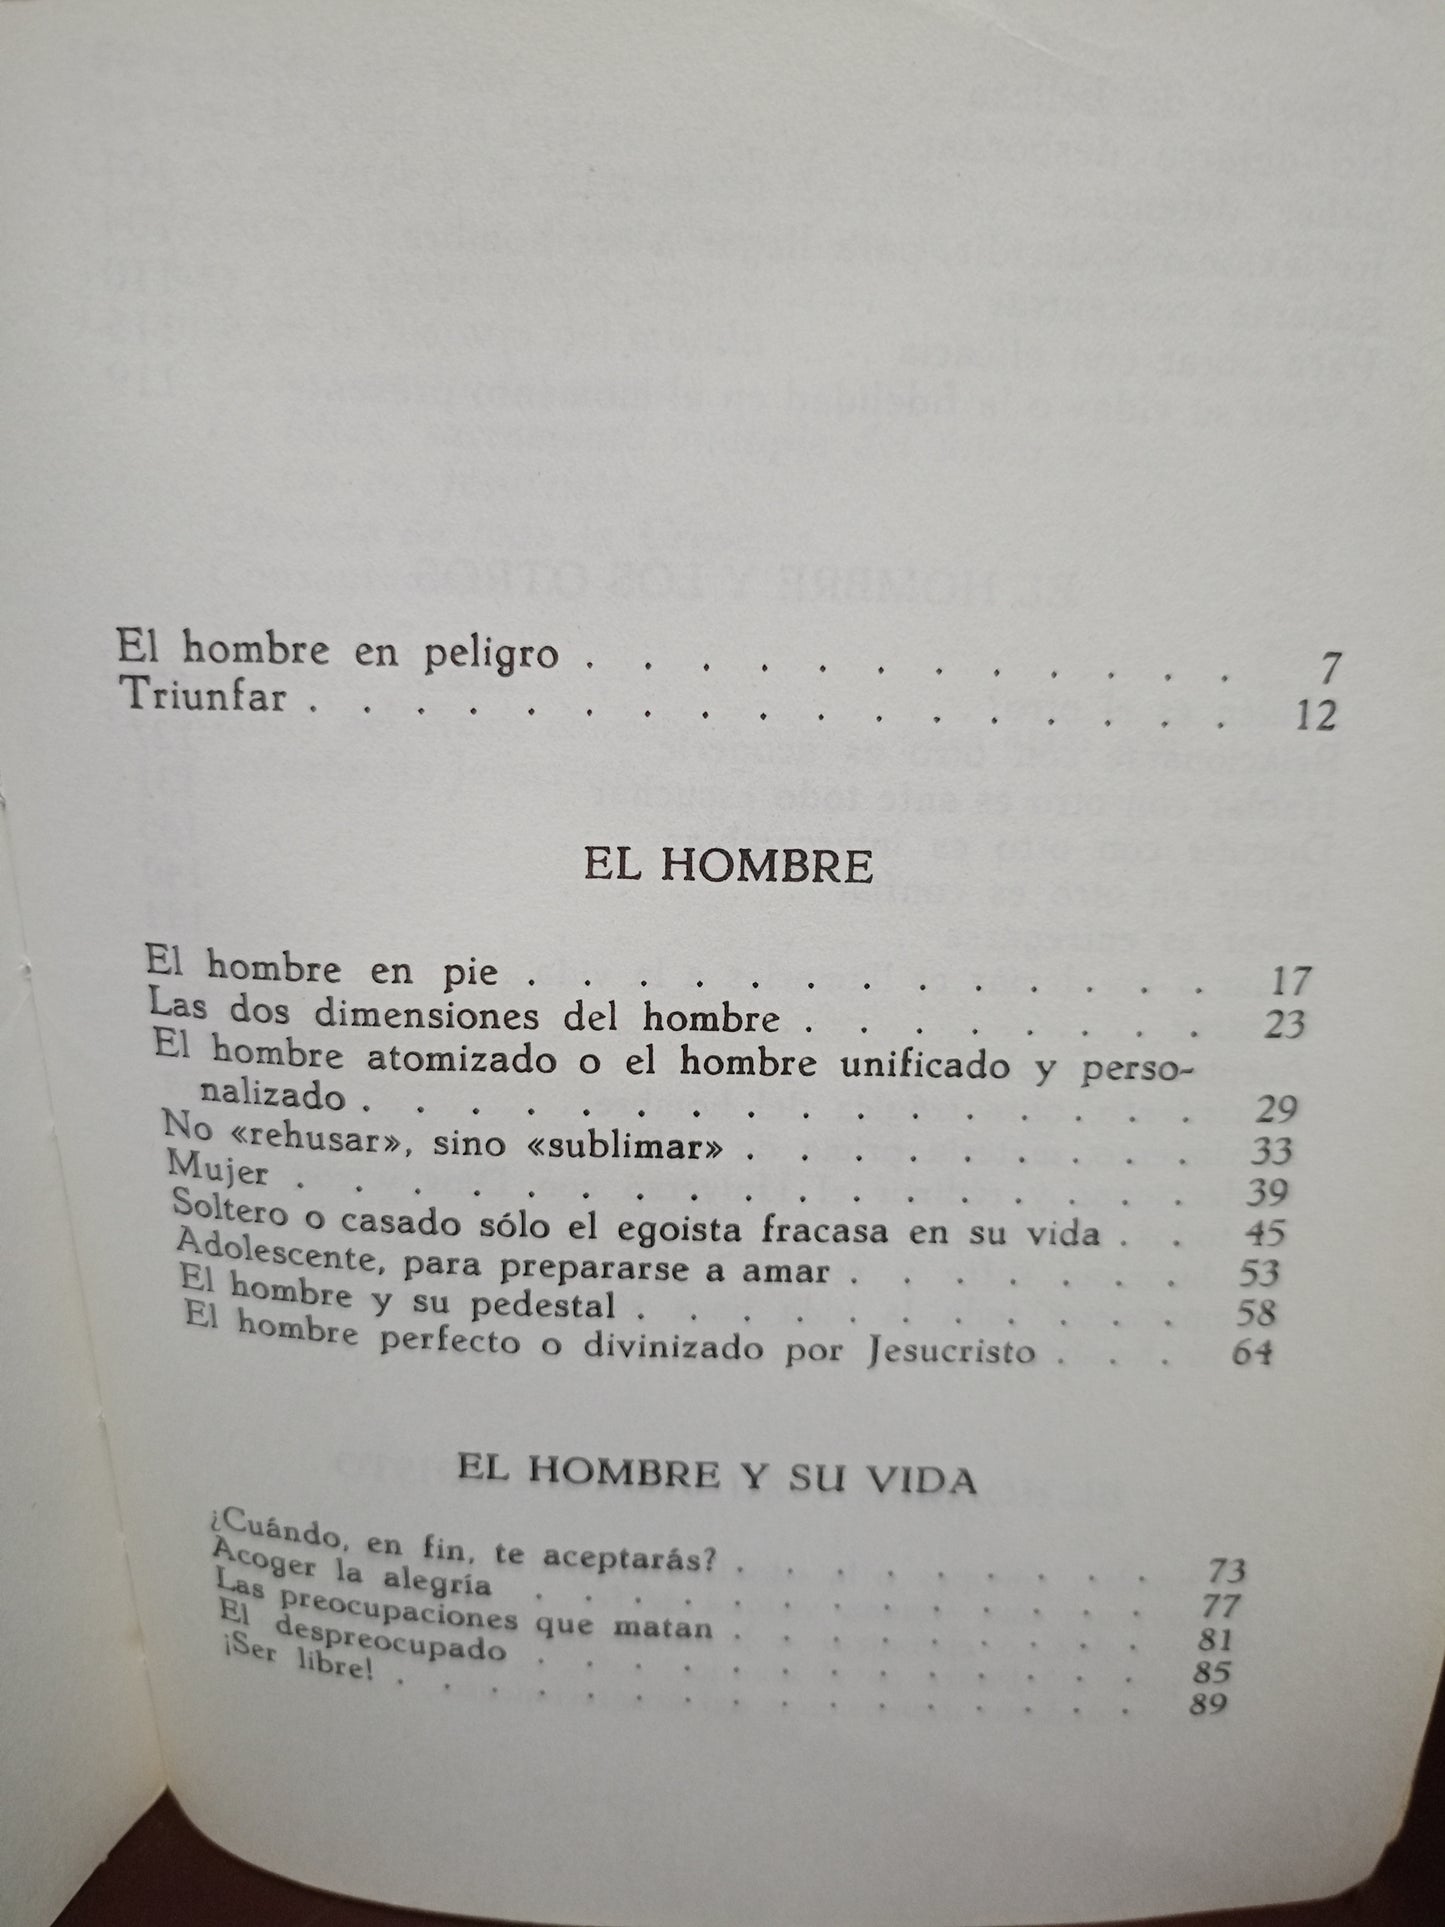 El hombre en peligro . . . . . . . . . . . . 7
Triunfar . . . . . . . . . . . . . . . . . 12
EL HOMBRE
El hombre en pie . . . . . . . . . . . . . 17
Las dos dimensiones del hombre . . . . . . . . 23
El hombre atomizado o el hombre unificado y perso-
nalizado . . . . . . . . . . . . . . . . 29
No «rehusar», sino «sublimar» . . . . . . . . . 33
Mujer . . . . . . . . . . . . . . . . . 39
Soltero o casado sólo el egoista fracasa en su vida . . 45
Adolescente, para prepararse a amar . . . . . . . 53
El hombre y su pedestal . . . . . . . . . . . 58
El hombre perfecto o divinizado por Jesucristo . . . 64
EL HOMBRE Y SU VIDA
¿Cuándo, en fin, te aceptarás? . . . . . . . . . 73
Acoger la alegría . . . . . . . . . . . . . 77
Las preocupaciones que matan . . . . . . . . . 81
El despreocupado . . . . . . . . . . . . . 85
¡Ser libre! . . . . . . . . . . . . . . . . 89